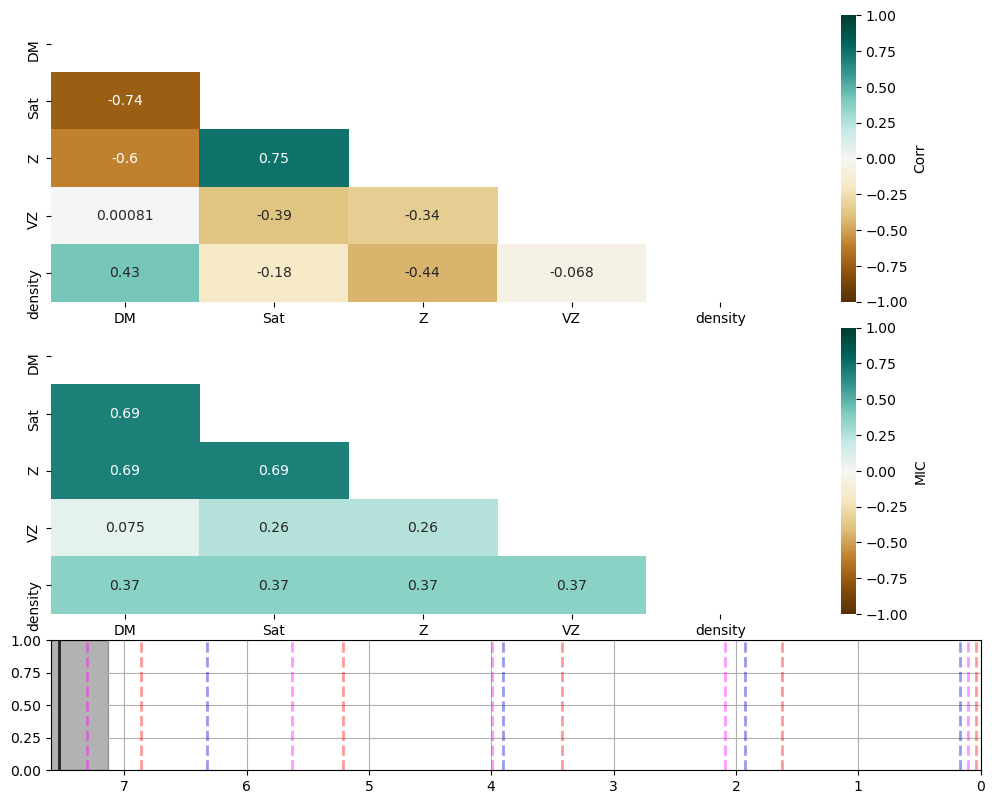 DM
Sat
Z
VZ
density
-0.74
-0.6
0.75
0.00081
-0.39
-0.34
0.43
-0.18
-0.44
-0.068
DM
Sat
Z
VZ
density
1.00
0.75
0.50
0.25
0.00
−0.25
−0.50
−0.75
−1.00
Corr
DM
Sat
Z
VZ
density
0.69
0.69
0.69
0.075
0.26
0.26
0.37
0.37
0.37
0.37
DM
Sat
Z
VZ
density
1.00
0.75
0.50
0.25
0.00
−0.25
−0.50
−0.75
−1.00
MIC
1.00
0.75
0.50
0.25
0.00
7
6
5
4
3
2
1
0